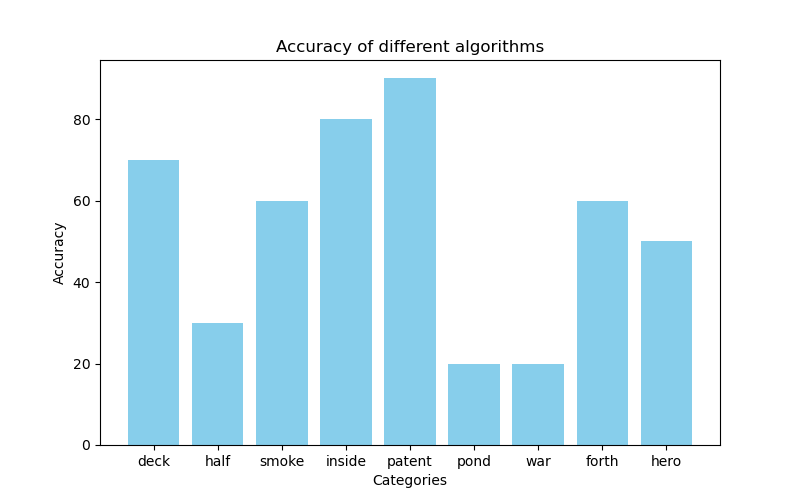 Accuracy of different algorithms
80
60
40
20
0
Accuracy
deck half smoke inside patent pond war forth hero
Categories